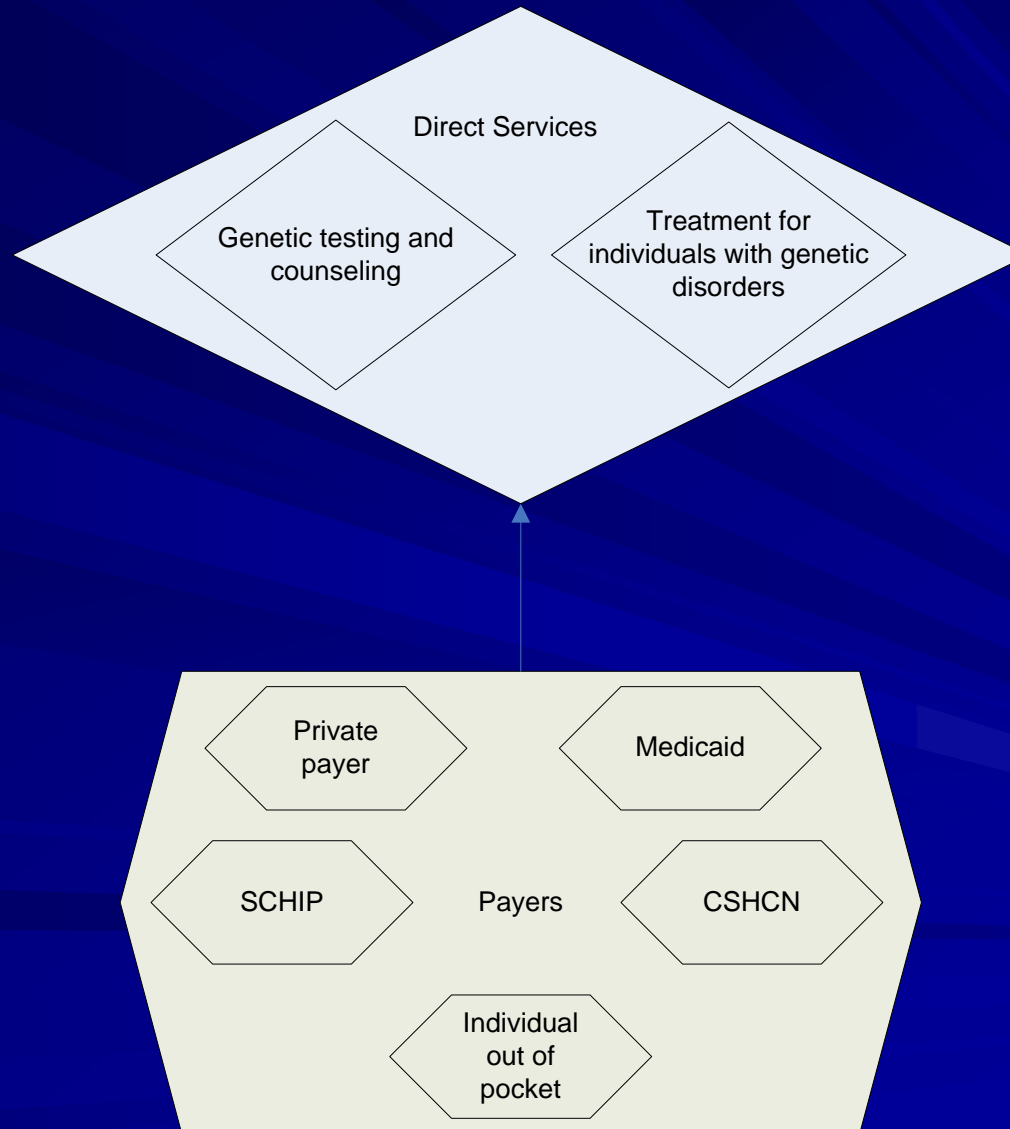 Direct Services
Genetic testing and
counseling
Treatment for
individuals with genetic
disorders
Private
payer
Medicaid
SCHIP
Payers
CSHCN
Individual
out of
pocket